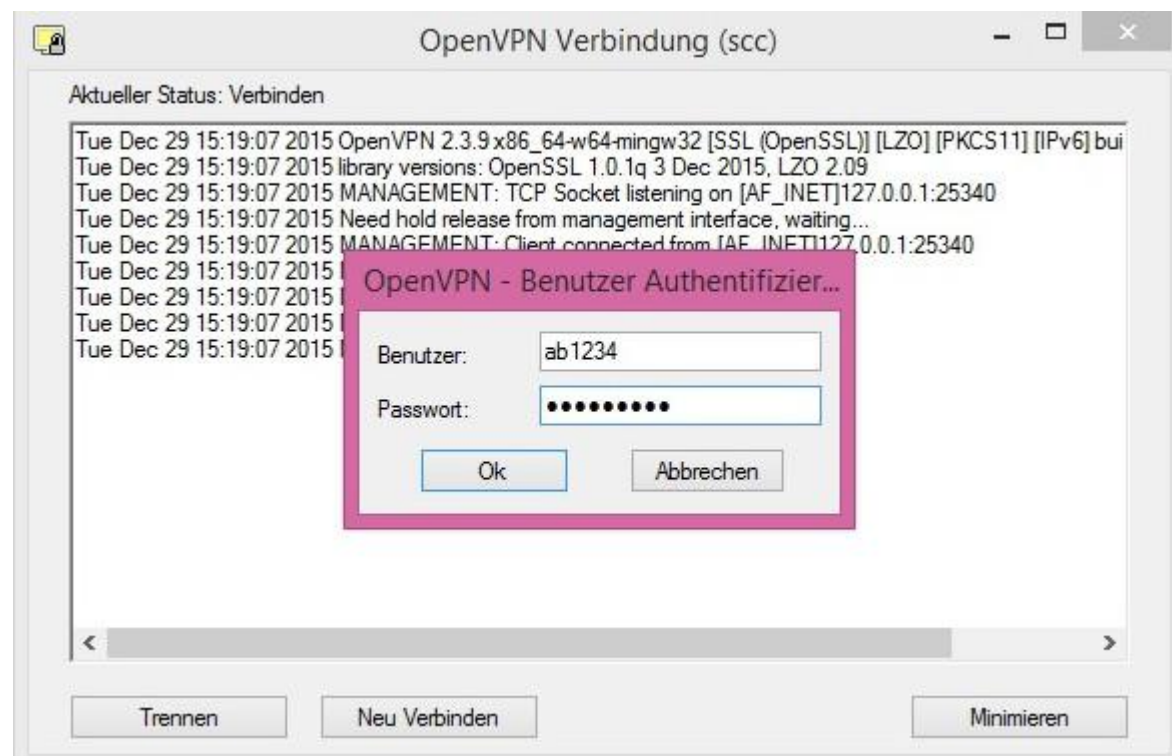 OpenVPN Verbindung (scc)
Aktueller Status: Verbinden
Tue Dec 29 15:19:07 2015 OpenVPN 2.3.9 x86_64-w64-mingw32 [SSL (OpenSSL)] [LZO] [PKCS11] [IPv6] bui
Tue Dec 29 15:19:07 2015 library versions: OpenSSL 1.0.1q 3 Dec 2015, LZO 2.09
Tue Dec 29 15:19:07 2015 MANAGEMENT: TCP Socket listening on [AF_INET]127.0.0.1:25340
Tue Dec 29 15:19:07 2015 Need hold release from management interface, waiting...
Tue Dec 29 15:19:07 2015 MANAGEMENT: Client connected from [AF_INET]127.0.0.1:25340
Tue Dec 29 15:19:07 2015
Tue Dec 29 15:19:07 2015
Tue Dec 29 15:19:07 2015
Tue Dec 29 15:19:07 2015
OpenVPN - Benutzer Authentifizier...
Benutzer: ab1234
Passwort: •••••••••
Ok Abbrechen
Trennen Neu Verbinden Minimieren